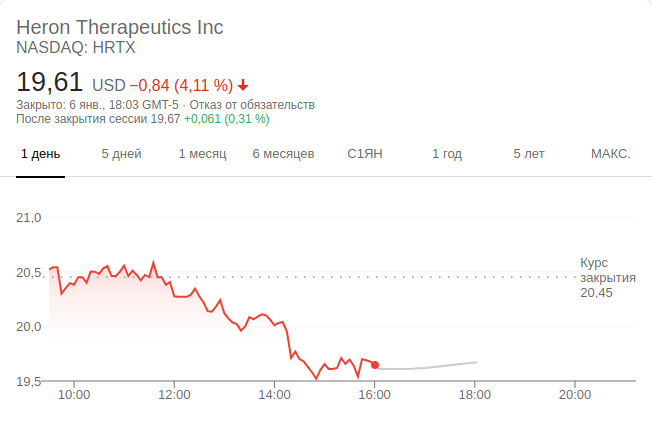 Heron Therapeutics Inc
NASDAQ: HRTX
19,61 USD −0,84 (4,11 %)
Закрыто: 6 янв., 18:03 GMT-5 · Отказ от обязательств
После закрытия сессии 19,67 +0,061 (0,31 %)
1 день 5 дней 1 месяц 6 месяцев С1ЯН 1 год 5 лет МАКС.
21,0
20,5
20,0
19,5
Курс
закрытия
20,45
10:00 12:00 14:00 16:00 18:00 20:00